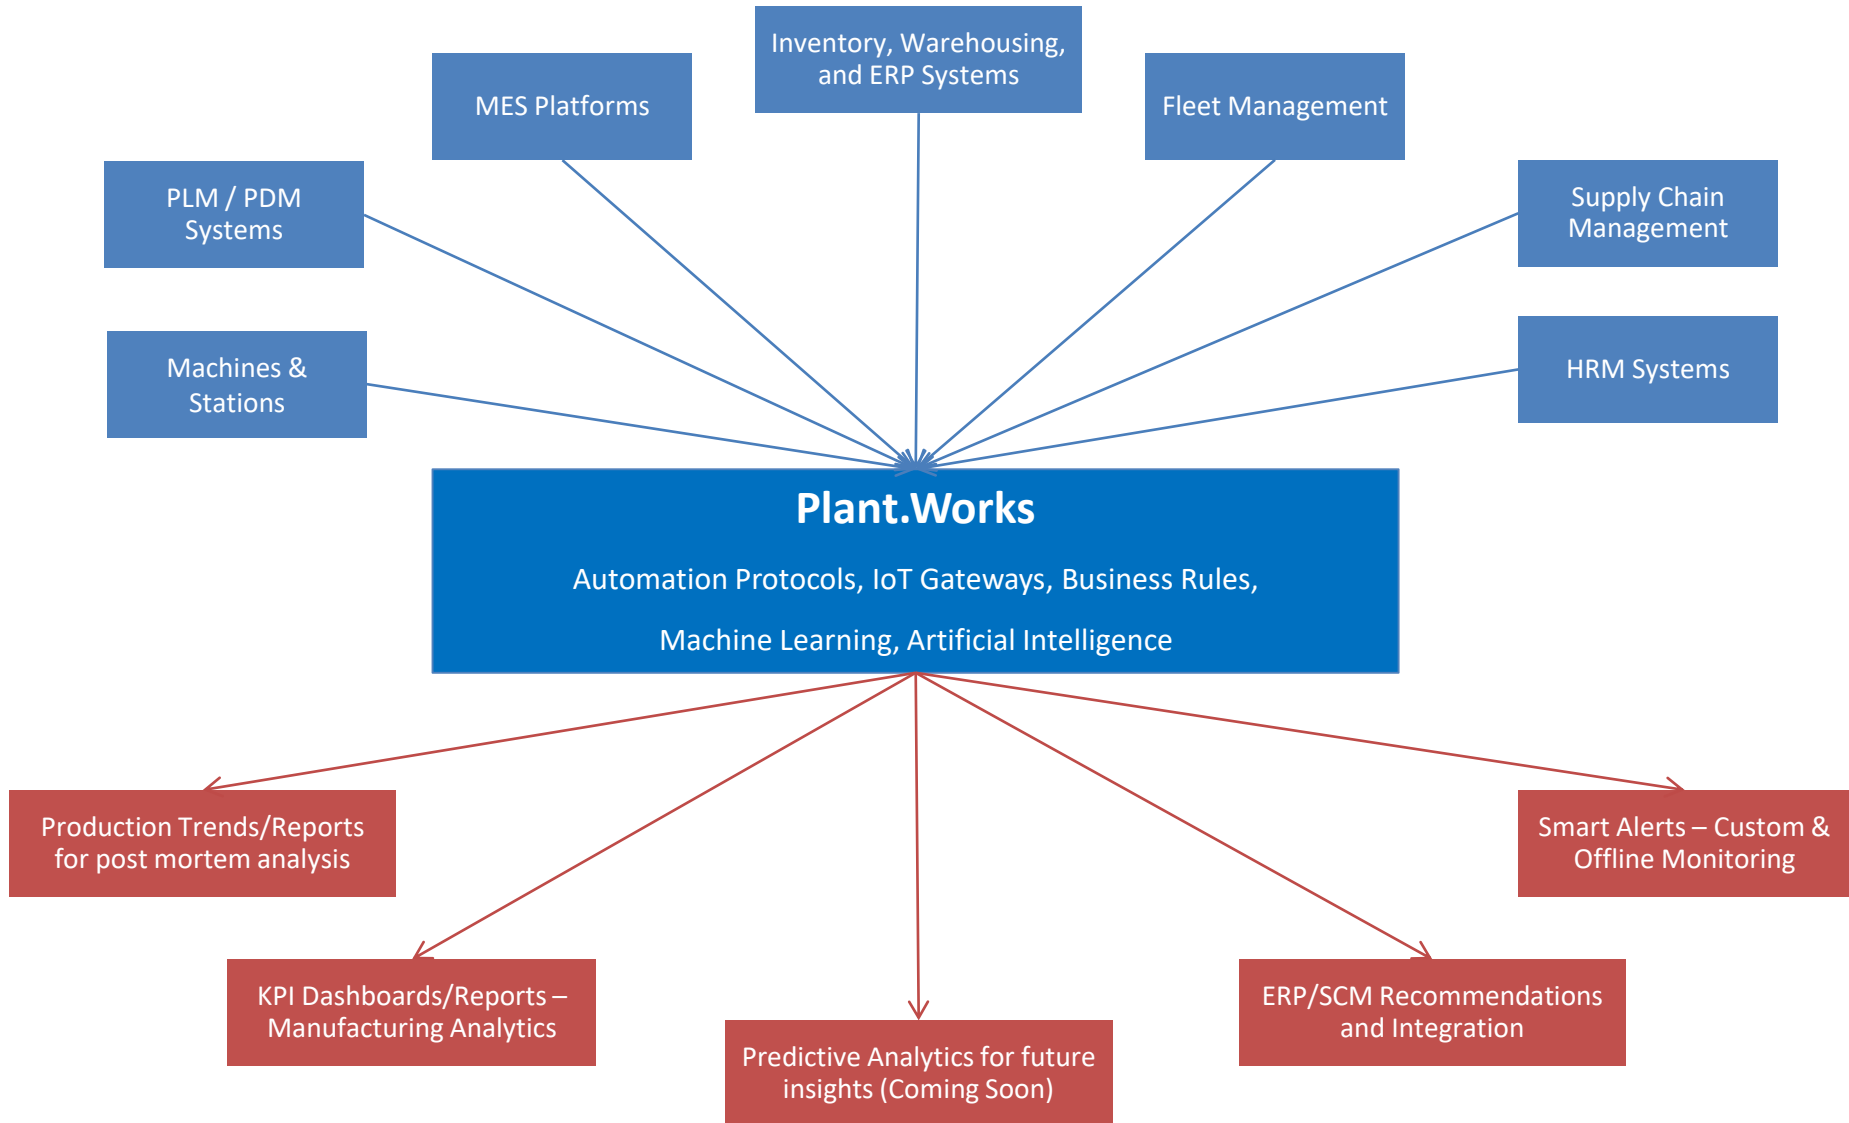 Inventory, Warehousing,
and ERP Systems
MES Platforms
Fleet Management
PLM / PDM
Systems
Supply Chain
Management
Machines &
Stations
HRM Systems
Plant.Works
Automation Protocols, IoT Gateways, Business Rules,
Machine Learning, Artificial Intelligence
Production Trends/Reports
for post mortem analysis
Smart Alerts – Custom &
Offline Monitoring
KPI Dashboards/Reports –
Manufacturing Analytics
ERP/SCM Recommendations
and Integration
Predictive Analytics for future
insights (Coming Soon)